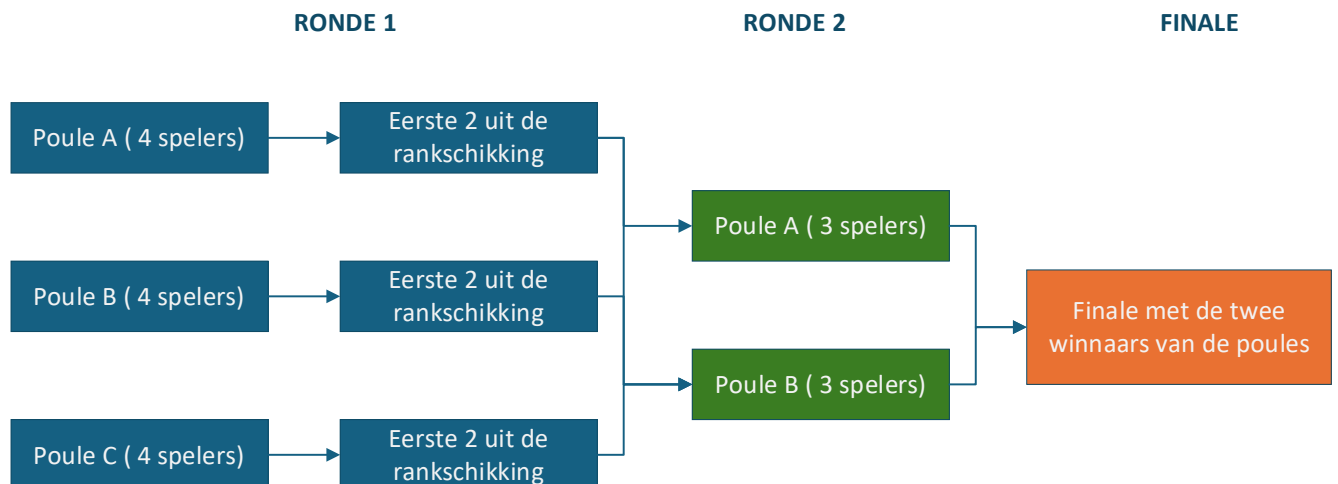 RONDE 1
RONDE 2
FINALE
Poule A ( 4 spelers)
Eerste 2 uit de
rankschikking
Poule A ( 3 spelers)
Poule B ( 4 spelers)
Eerste 2 uit de
rankschikking
Finale met de twee
winnaars van de poules
Poule B ( 3 spelers)
Poule C ( 4 spelers)
Eerste 2 uit de
rankschikking